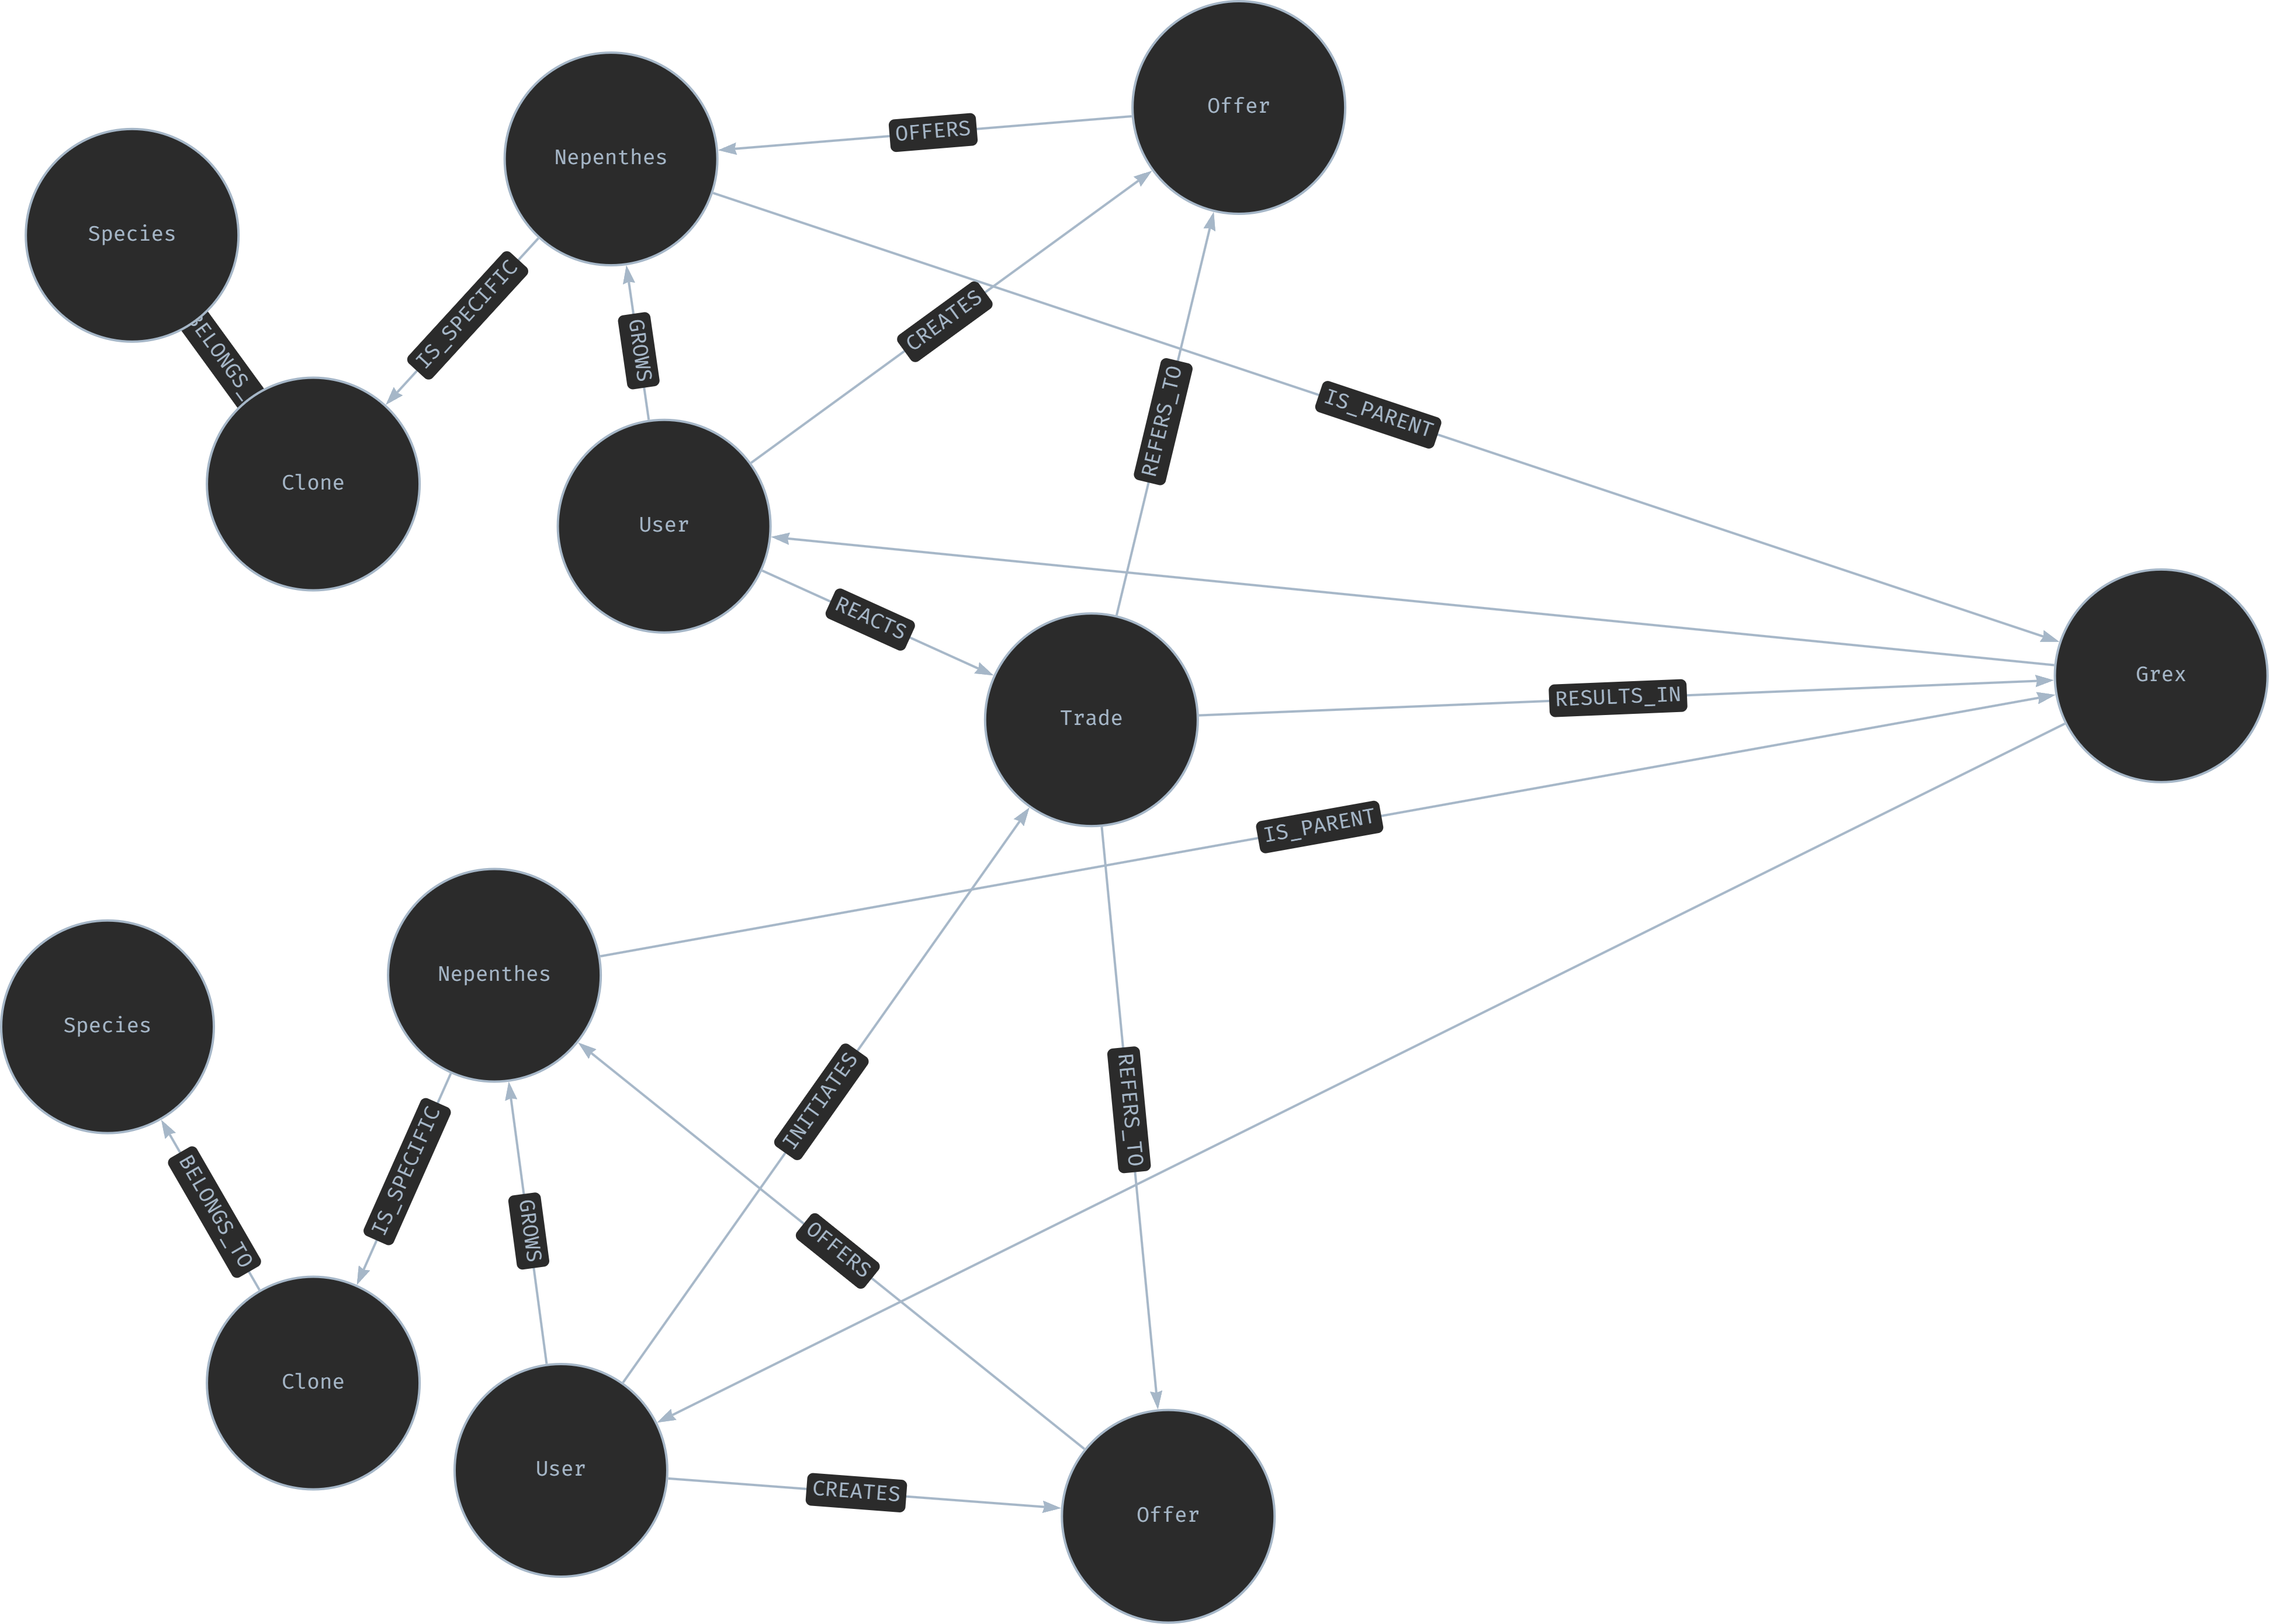 Offer
Nepenthes
OFFERS
Species
IS_SPECIFIC
CREATES
GROWS
BELONGS_
REFERS_TO
IS_PARENT
Clone
User
REACTS
Grex
RESULTS_IN
Trade
IS_PARENT
Nepenthes
Species
INITIATES
REFERS_TO
IS_SPECIFIC
BELONGS_TO
GROWS
OFFERS
Clone
User
CREATES
Offer